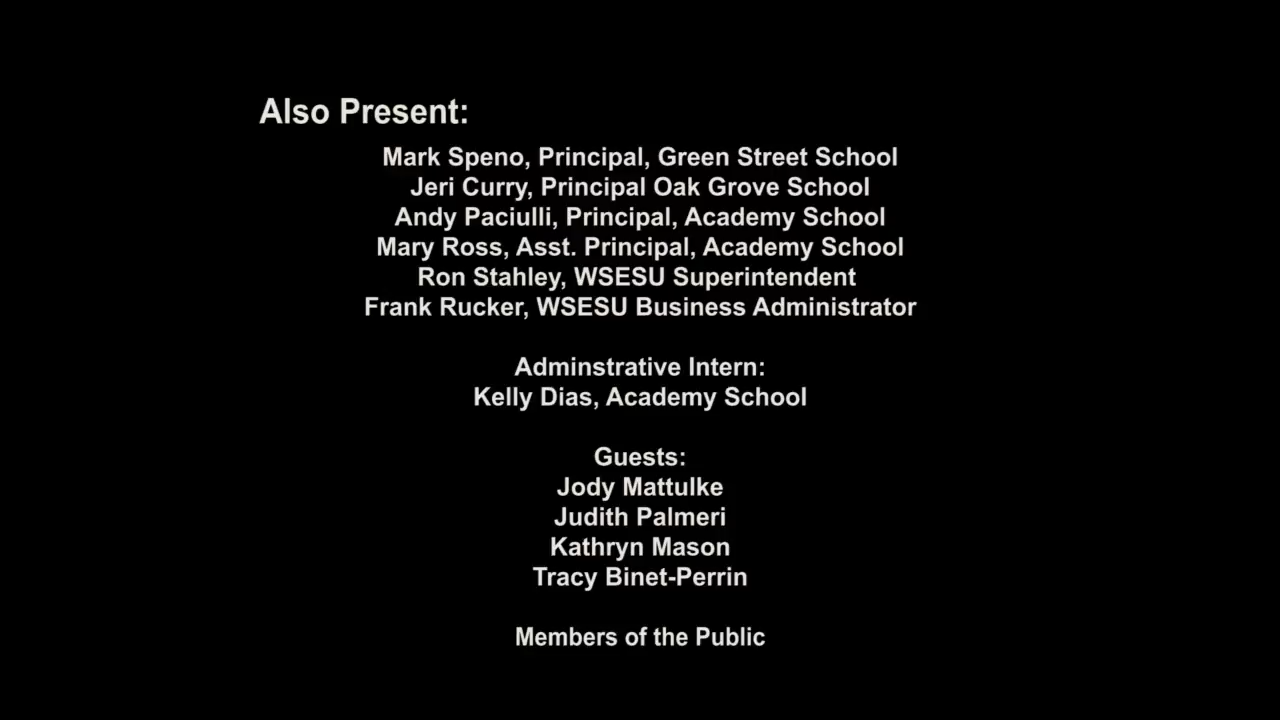 Also Present:
Mark Speno, Principal, Green Street School
Jeri Curry, Principal Oak Grove School
Andy Paciulli, Principal, Academy School
Mary Ross, Asst. Principal, Academy School
Ron Stahley, WSESU Superintendent
Frank Rucker, WSESU Business Administrator
Adminstrative Intern:
Kelly Dias, Academy School
Guests:
Jody Mattulke
Judith Palmeri
Kathryn Mason
Tracy Binet-Perrin
Members of the Public